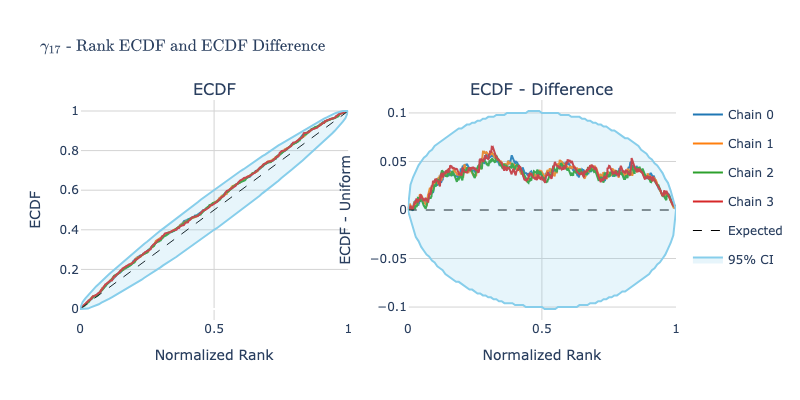 γ17 - Rank ECDF and ECDF Difference
ECDF
ECDF
1
0.8
0.6
0.4
0.2
0
0
0.5
1
Normalized Rank
ECDF - Difference
ECDF - Uniform
0.1
0.05
0
−0.05
−0.1
0
0.5
1
Normalized Rank
Chain 0
Chain 1
Chain 2
Chain 3
Expected
95% CI